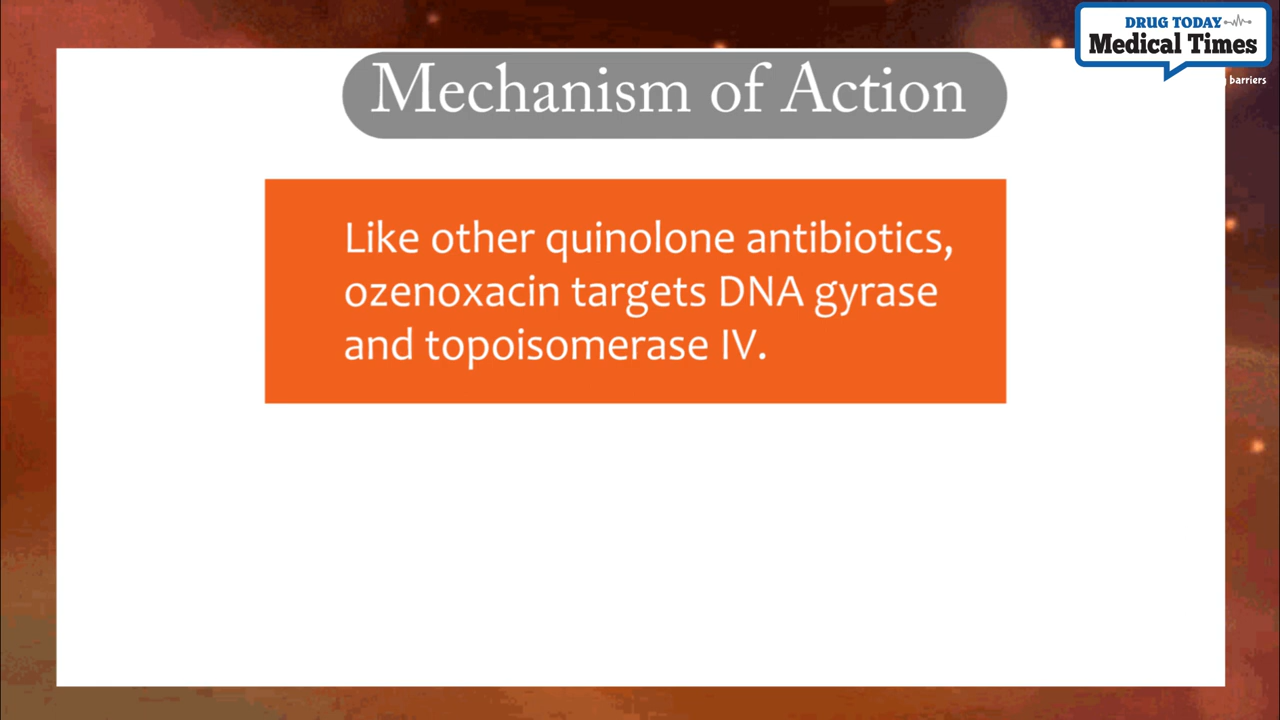 DRUG TODAY
Medical Times
barriers
Mechanism of Action
Like other quinolone antibiotics,
ozenoxacin targets DNA gyrase
and topoisomerase IV.